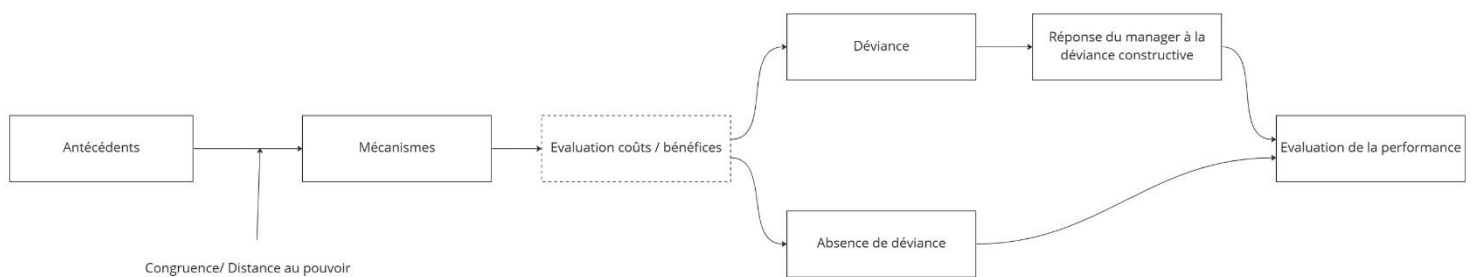 Déviance
Réponse du manager à la
déviance constructive
Antécédents
Mécanismes
Evaluation coûts / bénéfices
Evaluation de la performance
Absence de déviance
Congruence/ Distance au pouvoir